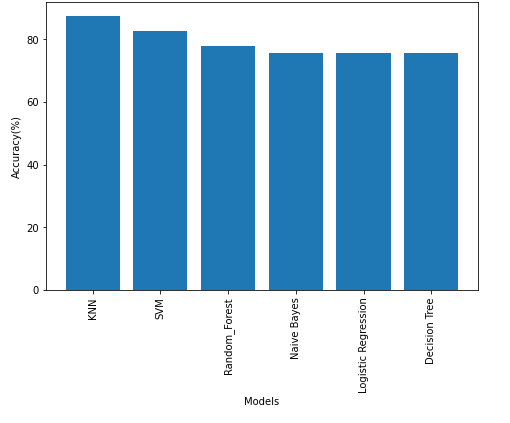 Accuracy(%)
80
60
40
20
0
KNN
SVM
Random_Forest
Naive Bayes
Logistic Regression
Decision Tree
Models